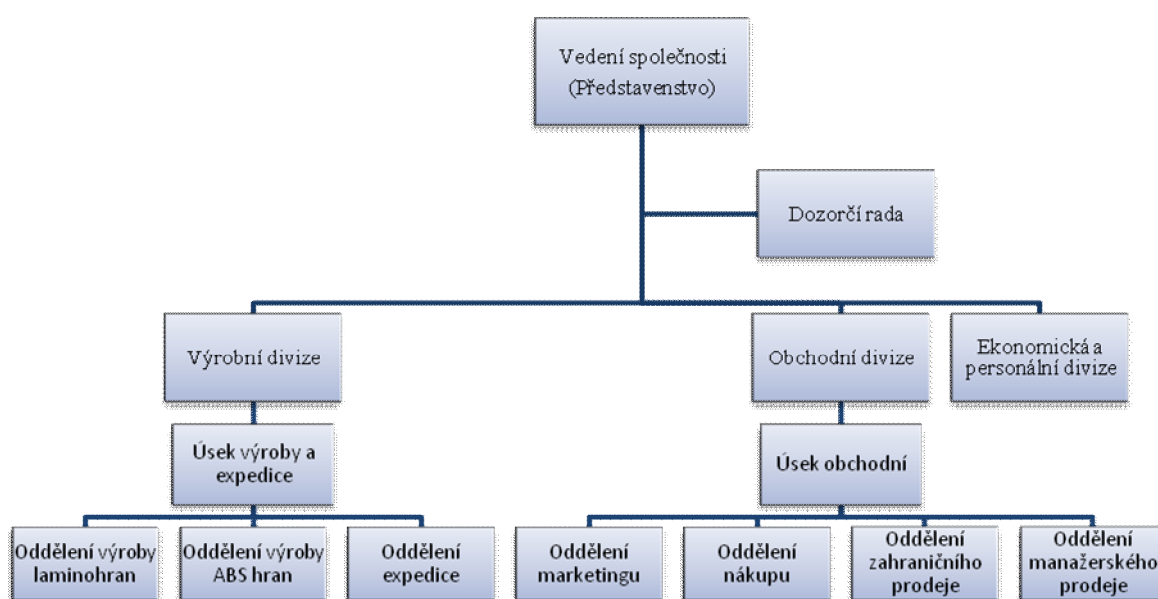 Vedení společnosti
(Představenstvo)
Dozorčí rada
Výrobní divize
Obchodní divize
Ekonomická a
personální divize
Úsek výroby a
expedice
Úsek obchodní
Oddělení výroby
laminohran
Oddělení výroby
ABS hran
Oddělení
expedice
Oddělení
marketingu
Oddělení
nákupu
Oddělení
zahraničního
prodeje
Oddělení
manažerského
prodeje